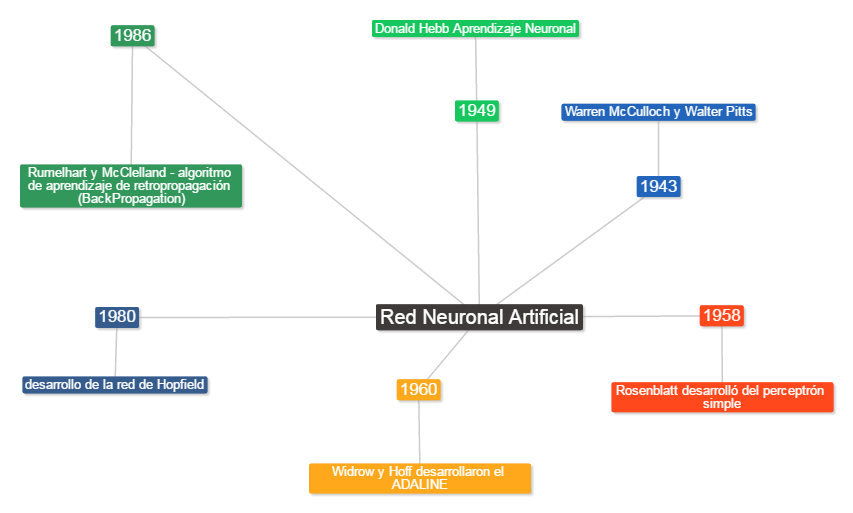 1986
Donald Hebb Aprendizaje Neuronal
1949
Warren McCulloch y Walter Pitts
Rumelhart y McClelland - algoritmo
de aprendizaje de retropropagación
(BackPropagation)
1943
1980
Red Neuronal Artificial
1958
desarrollo de la red de Hopfield
1960
Rosenblatt desarrolló del perceptrón
simple
Widrow y Hoff desarrollaron el
ADALINE